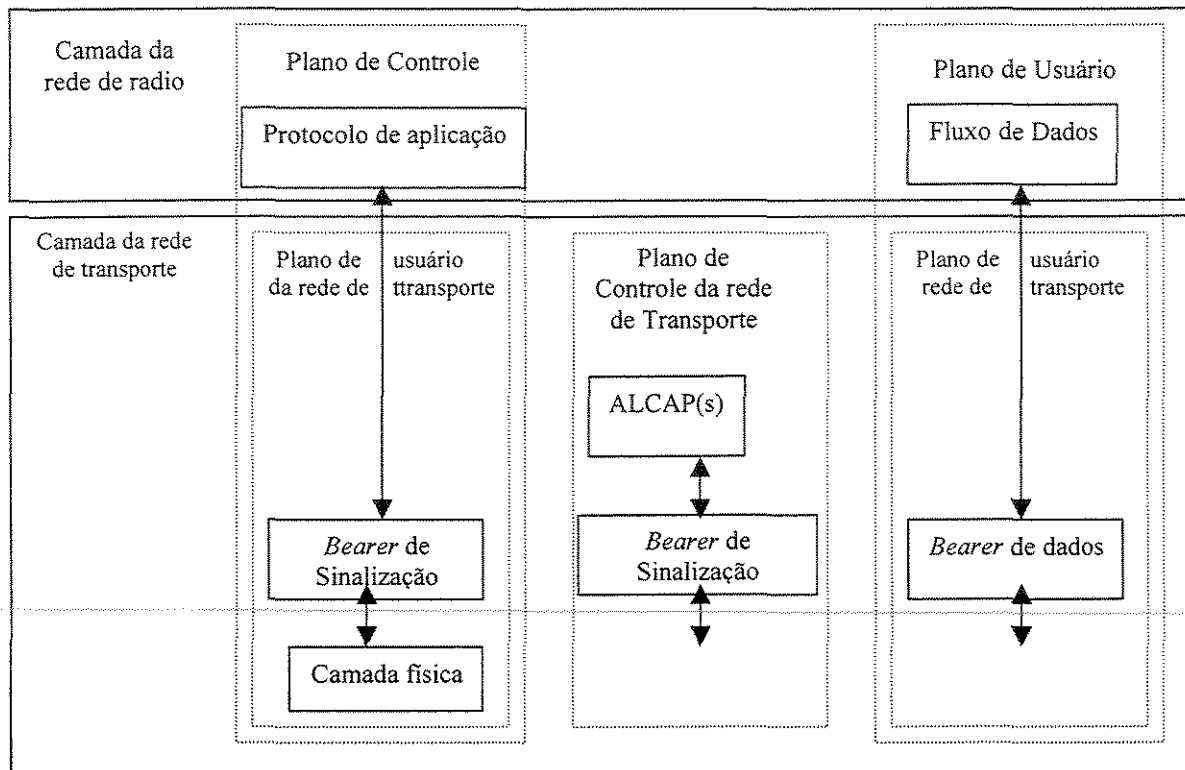 Camada da
rede de radio
Plano de Controle
Plano de Usuário
Protocolo de aplicação
Fluxo de Dados
Camada da rede
de transporte
Plano de usuário
da rede de ttransporte
Plano de
Controle da rede
de Transporte
Plano de usuário
rede de transporte
ALCAP(s)
Bearer de
Sinalização
Bearer de
Sinalização
Bearer de dados
Camada física